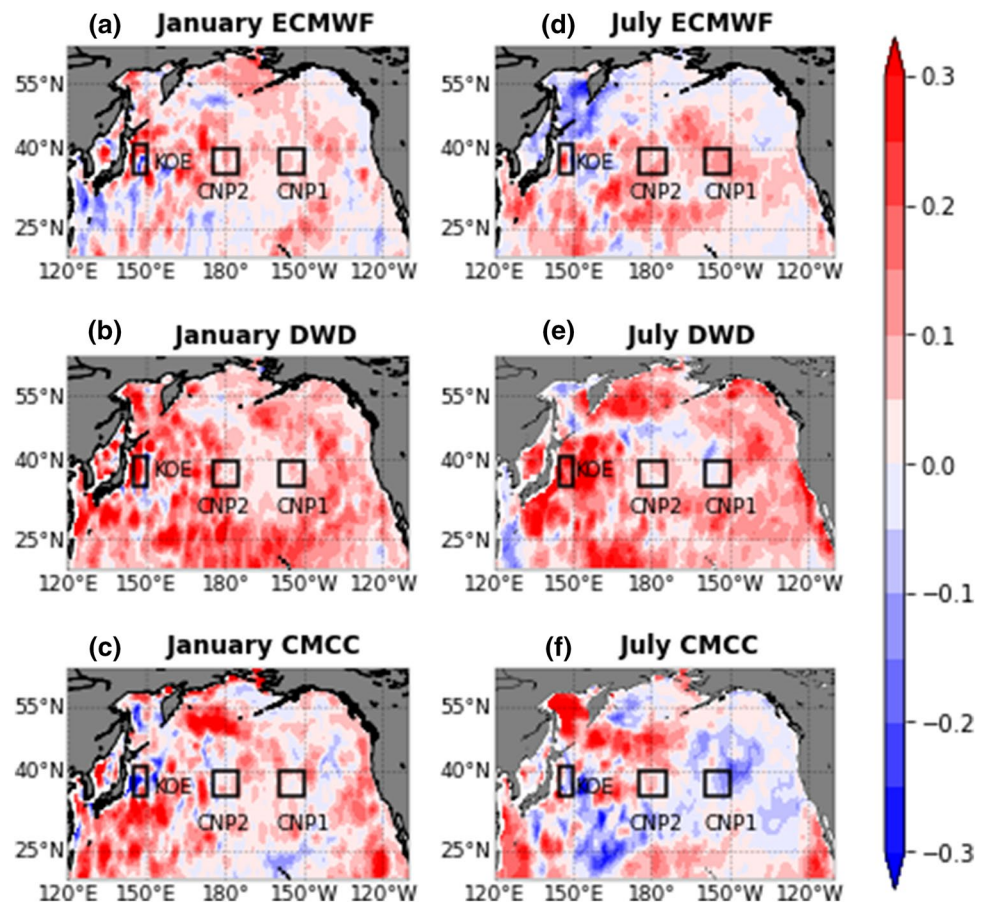 (a) January ECMWF
55°N
40°N
25°N
KOE
CNP2 CNP1
120°E 150°E 180° 150°W 120°W
(d) July ECMWF
55°N
40°N
25°N
KOE
CNP2 CNP1
120°E 150°E 180° 150°W 120°W
(b) January DWD
55°N
40°N
25°N
KOE
CNP2 CNP1
120°E 150°E 180° 150°W 120°W
(e) July DWD
55°N
40°N
25°N
KOE
CNP2 CNP1
120°E 150°E 180° 150°W 120°W
(c) January CMCC
55°N
40°N
25°N
KOE
CNP2 CNP1
120°E 150°E 180° 150°W 120°W
(f) July CMCC
55°N
40°N
25°N
KOE
CNP2 CNP1
120°E 150°E 180° 150°W 120°W
0.3
0.2
0.1
0.0
−0.1
−0.2
−0.3